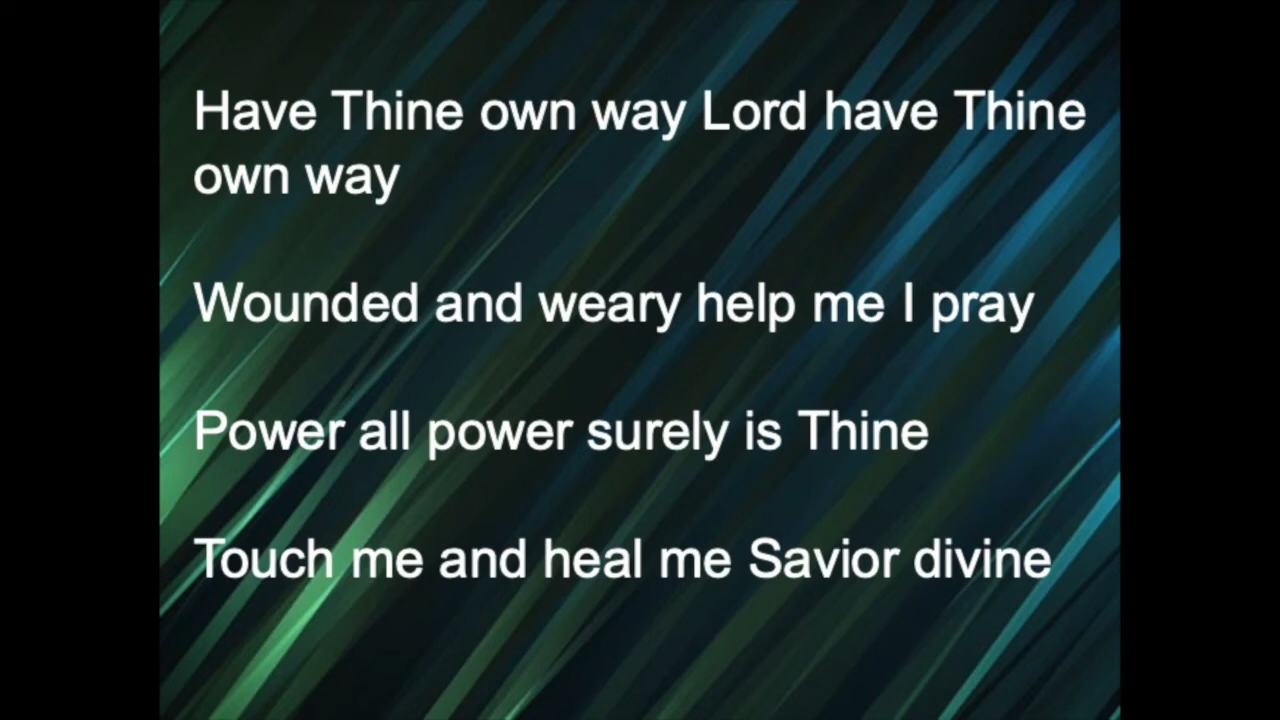 Have Thine own way Lord have Thine
own way
Wounded and weary help me I pray
Power all power surely is Thine
Touch me and heal me Savior divine